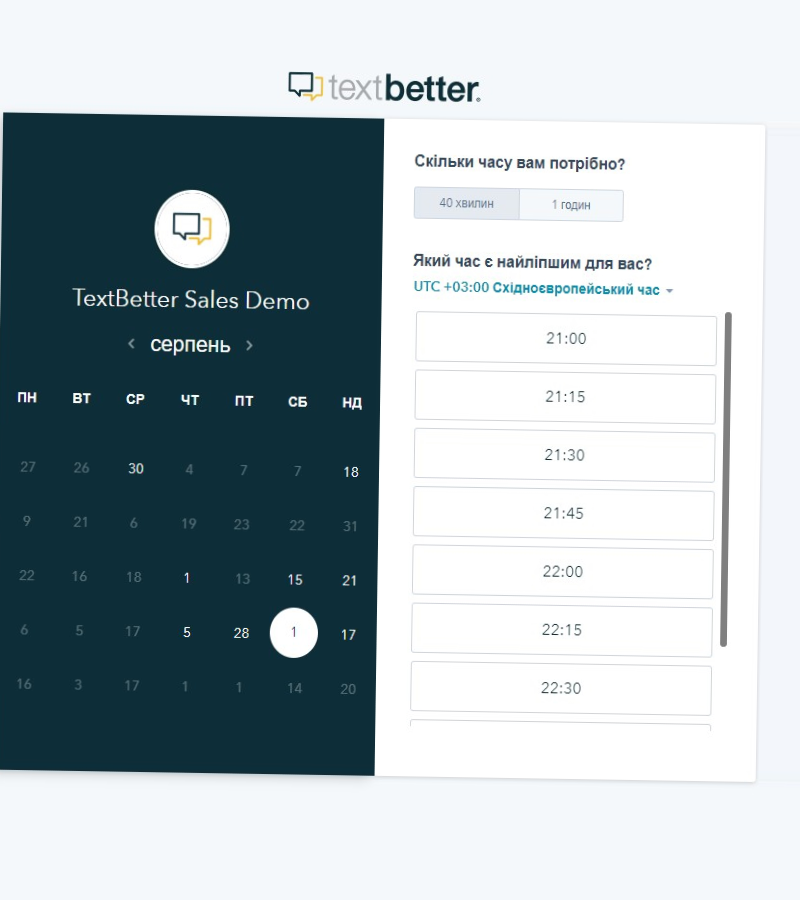 textbetter.
TextBetter Sales Demo
серпень
ПН ВТ СР ЧТ ПТ СБ НД
27 26 30 4 7 7 18
9 21 6 19 23 22 31
22 16 18 1 13 15 21
6 5 17 5 28 1 17
16 3 17 1 1 14 20
Скільки часу вам потрібно?
40 хвилин 1 годин
Який час є найліпшим для вас?
UTC +03:00 Східноєвропейський час
21:00
21:15
21:30
21:45
22:00
22:15
22:30